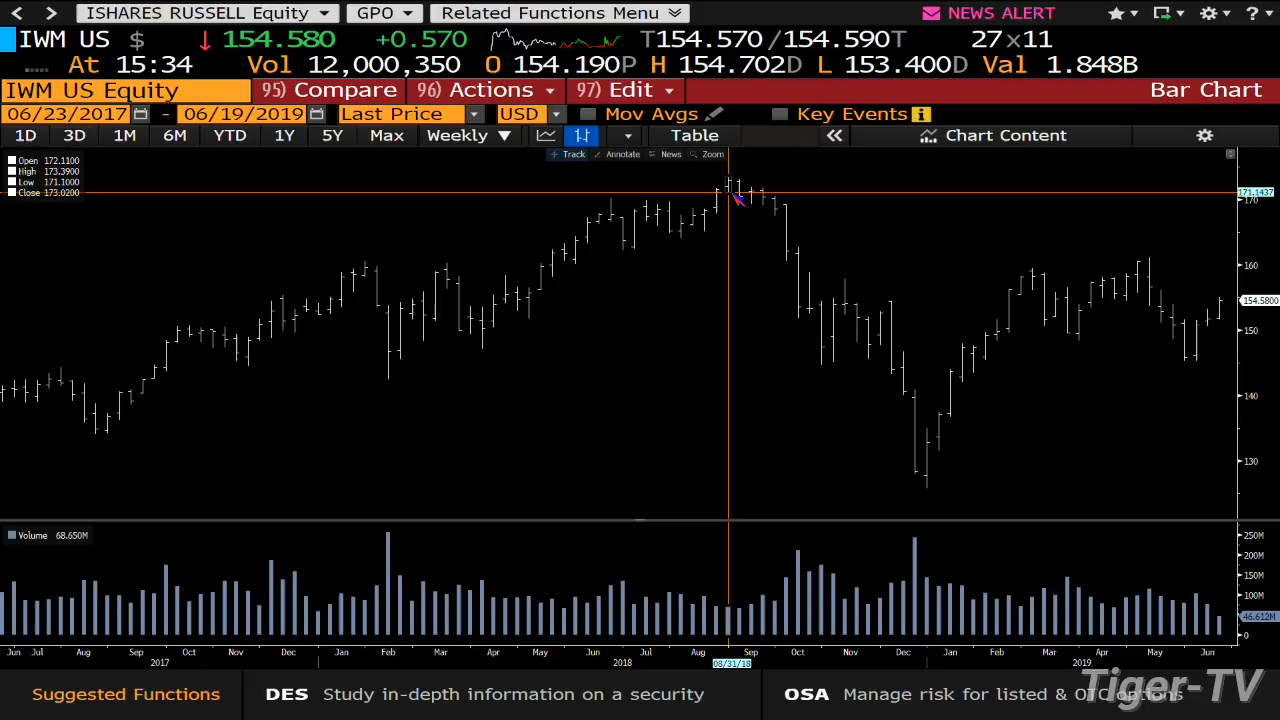 < > ISHARES RUSSELL Equity GPO Related Functions Menu NEWS ALERT ?
IWM US $ ↓ 154.580 +0.570 T154.570/154.590T 27x11
At 15:34 Vol 12,000,350 O 154.190P H 154.702D L 153.400D Val 1.848B
IWM US Equity 95) Compare 96) Actions 97) Edit Bar Chart
06/23/2017 - 06/19/2019 Last Price USD Mov Avgs Key Events i
1D 3D 1M 6M YTD 1Y 5Y Max Weekly Table « Chart Content
Track Annotate News Zoom
Open 172.1100
High 173.3900
Low 171.1000
Close 173.0200
171.1437
170
160
154.5800
150
140
130
Volume 68.650M
250M
200M
150M
100M
46.612M
0
Jun Jul Aug Sep Oct Nov Dec Jan Feb Mar Apr May Jun Jul Aug Sep Oct Nov Dec Jan Feb Mar Apr May Jun
2017 2018 08/31/18 2019
Suggested Functions DES Study in-depth information on a security OSA Manage risk for listed & OTC options
Tiger-TV